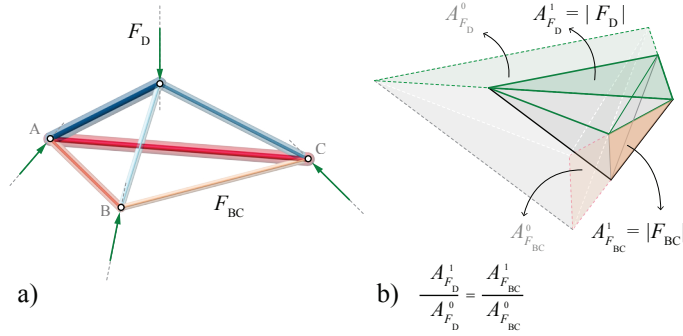 F_D
A
C
B
F_BC
a)
A^0_{F_D}
A^1_{F_D} = | F_D |
A^0_{F_BC}
A^1_{F_BC} = |F_BC|
b)
A^1_{F_D} / A^0_{F_D} = A^1_{F_BC} / A^0_{F_BC}